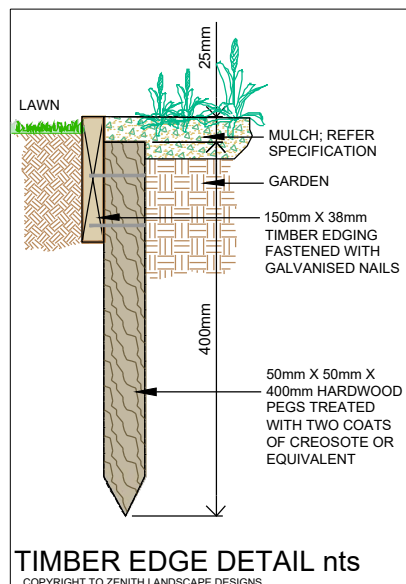 25mm
LAWN
MULCH; REFER
SPECIFICATION
GARDEN
150mm X 38mm
TIMBER EDGING
FASTENED WITH
GALVANISED NAILS
400mm
50mm X 50mm X
400mm HARDWOOD
PEGS TREATED
WITH TWO COATS
OF CREOSOTE OR
EQUIVALENT
TIMBER EDGE DETAIL nts
COPYRIGHT TO ZENITH LANDSCAPE DESIGNS